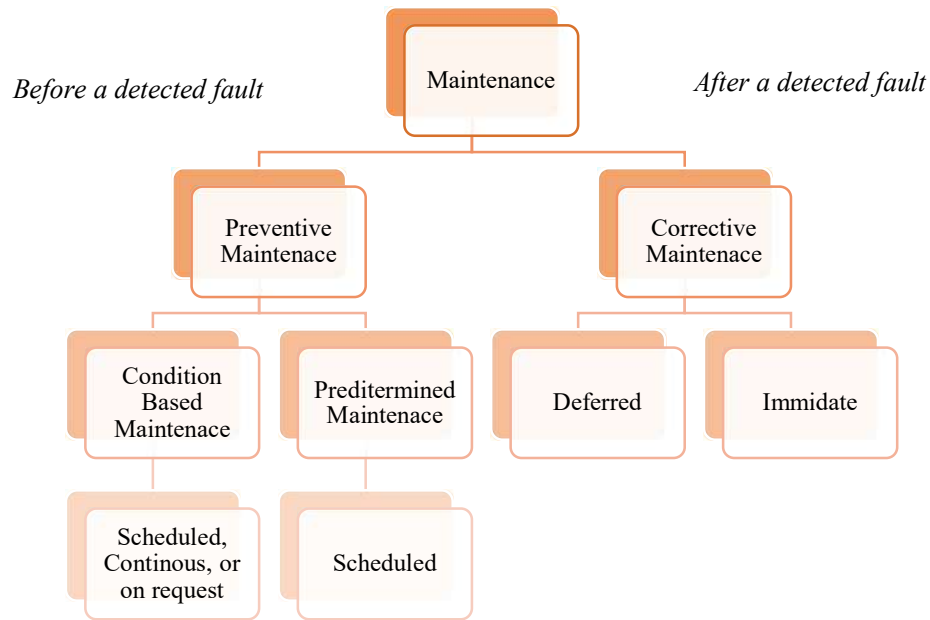 Maintenance
Before a detected fault
After a detected fault
Preventive
Maintenace
Corrective
Maintenace
Condition
Based
Maintenace
Preditermined
Maintenace
Deferred
Immidate
Scheduled,
Continous, or
on request
Scheduled